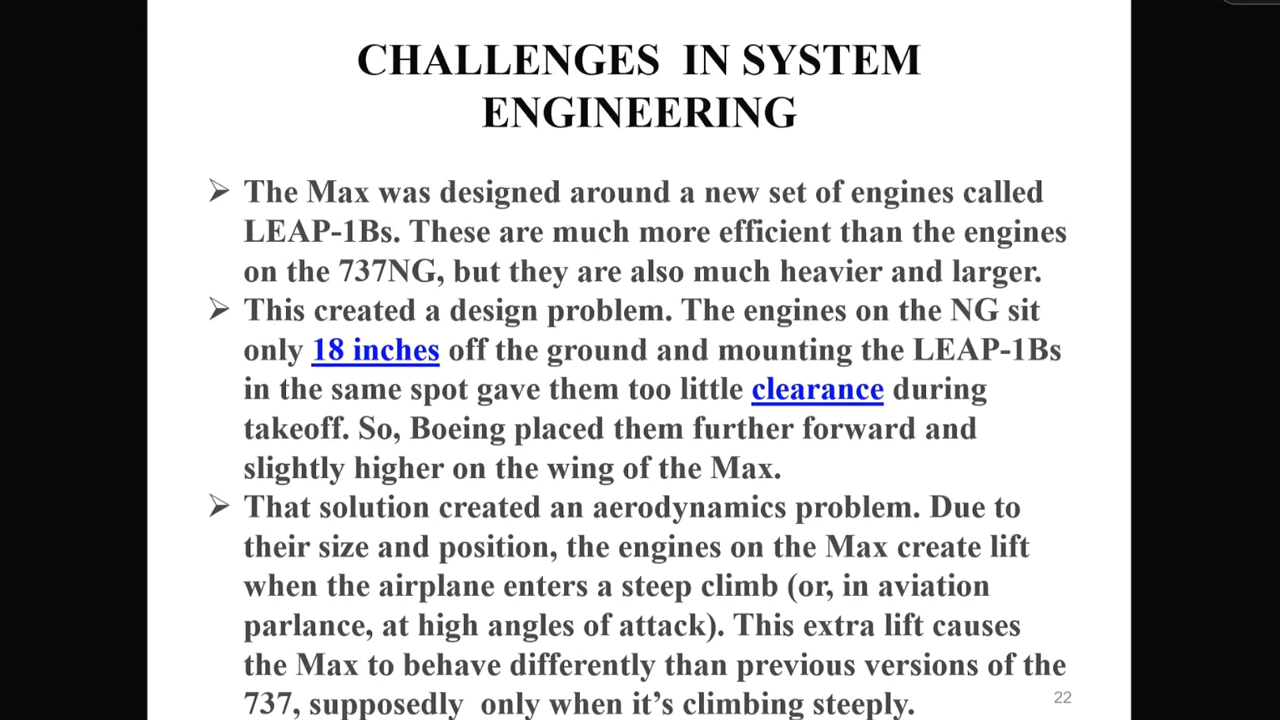 CHALLENGES IN SYSTEM
ENGINEERING
➢ The Max was designed around a new set of engines called
LEAP-1Bs. These are much more efficient than the engines
on the 737NG, but they are also much heavier and larger.
➢ This created a design problem. The engines on the NG sit
only 18 inches off the ground and mounting the LEAP-1Bs
in the same spot gave them too little clearance during
takeoff. So, Boeing placed them further forward and
slightly higher on the wing of the Max.
➢ That solution created an aerodynamics problem. Due to
their size and position, the engines on the Max create lift
when the airplane enters a steep climb (or, in aviation
parlance, at high angles of attack). This extra lift causes
the Max to behave differently than previous versions of the
737, supposedly only when it’s climbing steeply.
22